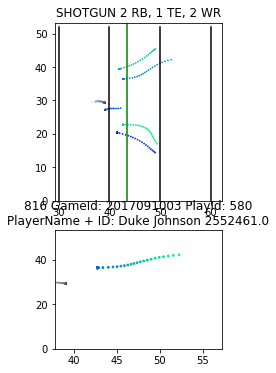 SHOTGUN 2 RB, 1 TE, 2 WR
50
40
30
20
10
0
30 40 50 60
816 GameId: 2017091003 PlayId: 580
PlayerName + ID: Duke Johnson 2552461.0
40
20
0
40 45 50 55